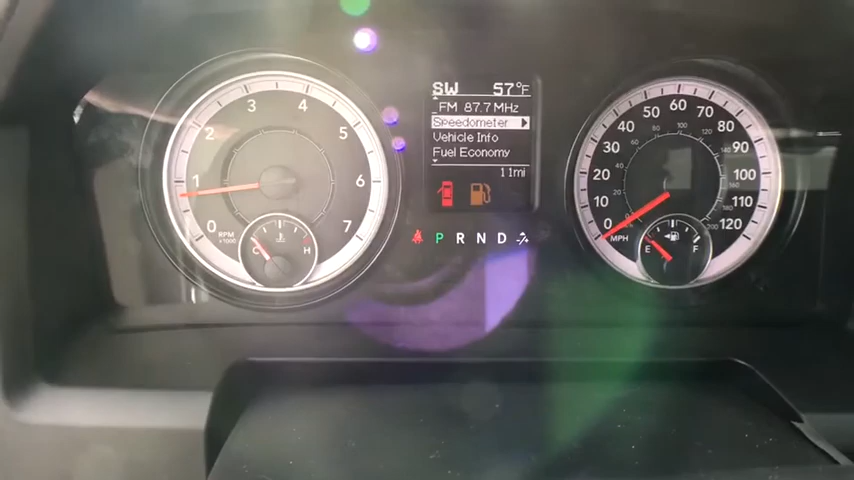 SW 57°F
FM 87.7 MHz
Speedometer
Vehicle Info
Fuel Economy
11mi
P R N D
0 1 2 3 4 5 6 7
RPM
x1000
C H
0 10 20 30 40 50 60 70 80 90 100 110 120
MPH
E F